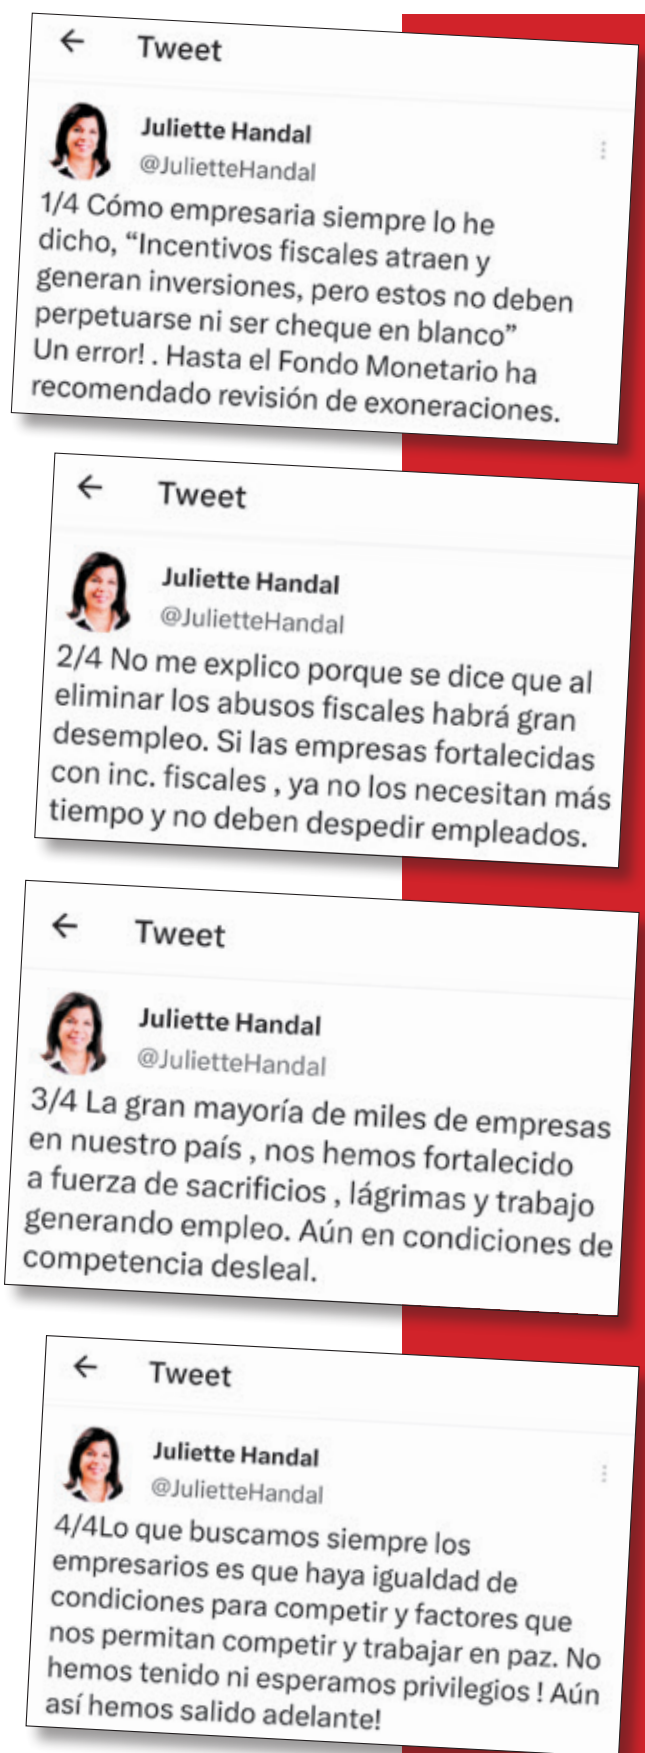 ← Tweet
Juliette Handal
@JulietteHandal
1/4 Cómo empresaria siempre lo he
dicho, “Incentivos fiscales atraen y
generan inversiones, pero estos no deben
perpetuarse ni ser cheque en blanco”
Un error! . Hasta el Fondo Monetario ha
recomendado revisión de exoneraciones.
← Tweet
Juliette Handal
@JulietteHandal
2/4 No me explico porque se dice que al
eliminar los abusos fiscales habrá gran
desempleo. Si las empresas fortalecidas
con inc. fiscales , ya no los necesitan más
tiempo y no deben despedir empleados.
← Tweet
Juliette Handal
@JulietteHandal
3/4 La gran mayoría de miles de empresas
en nuestro país , nos hemos fortalecido
a fuerza de sacrificios , lágrimas y trabajo
generando empleo. Aún en condiciones de
competencia desleal.
← Tweet
Juliette Handal
@JulietteHandal
4/4Lo que buscamos siempre los
empresarios es que haya igualdad de
condiciones para competir y factores que
nos permitan competir y trabajar en paz. No
hemos tenido ni esperamos privilegios ! Aún
así hemos salido adelante!